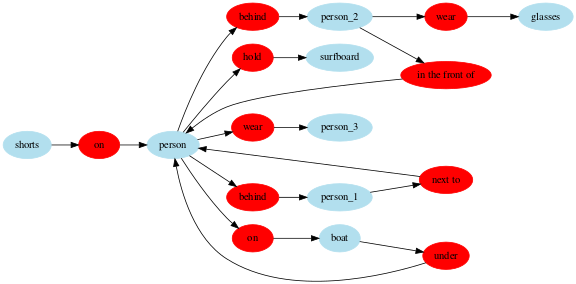 behind
person_2
wear
glasses
hold
surfboard
in the front of
wear
person_3
shorts
on
person
next to
behind
person_1
on
boat
under